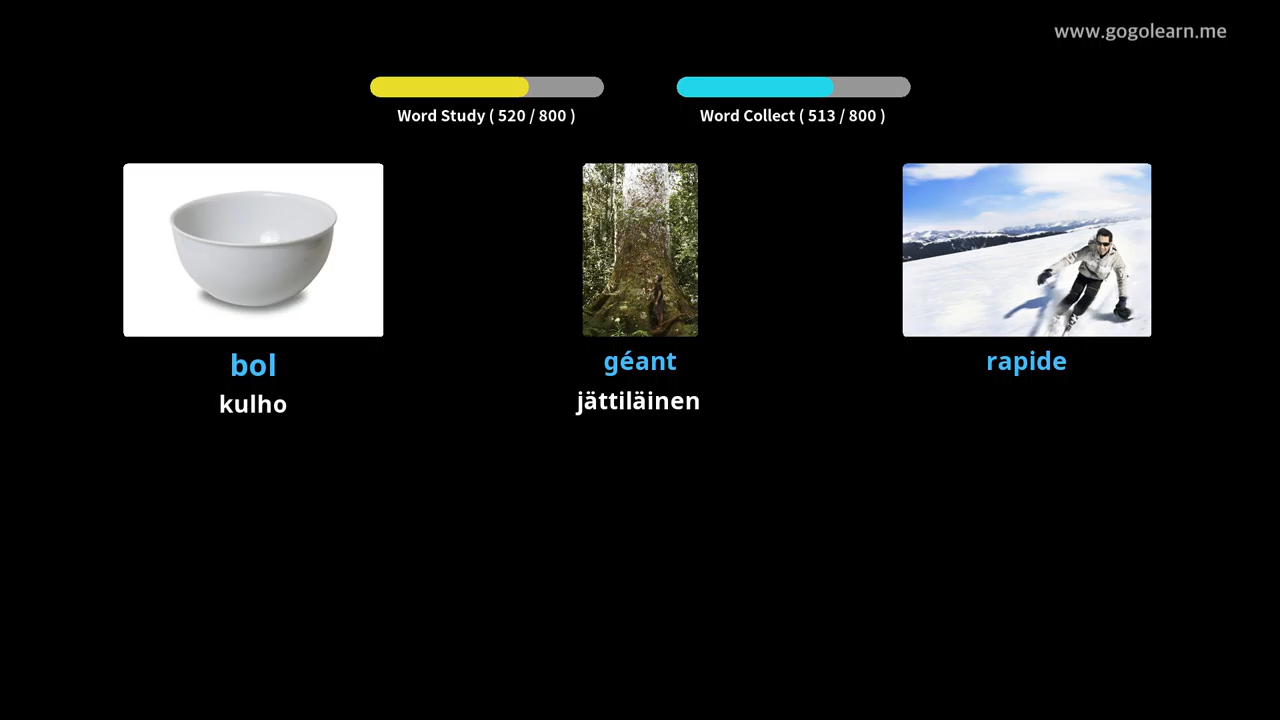 www.gogolearn.me
Word Study ( 520 / 800 )
Word Collect ( 513 / 800 )
bol
kulho
géant
jättiläinen
rapide